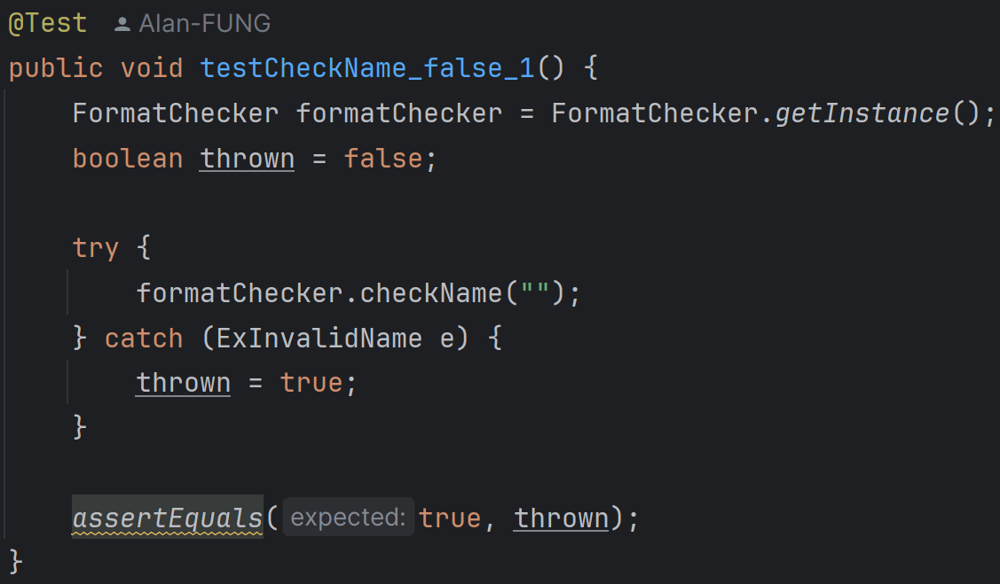 @Test Alan-FUNG
public void testCheckName_false_1() {
FormatChecker formatChecker = FormatChecker.getInstance();
boolean thrown = false;
try {
formatChecker.checkName("");
} catch (ExInvalidName e) {
thrown = true;
}
assertEquals( expected: true, thrown);
}